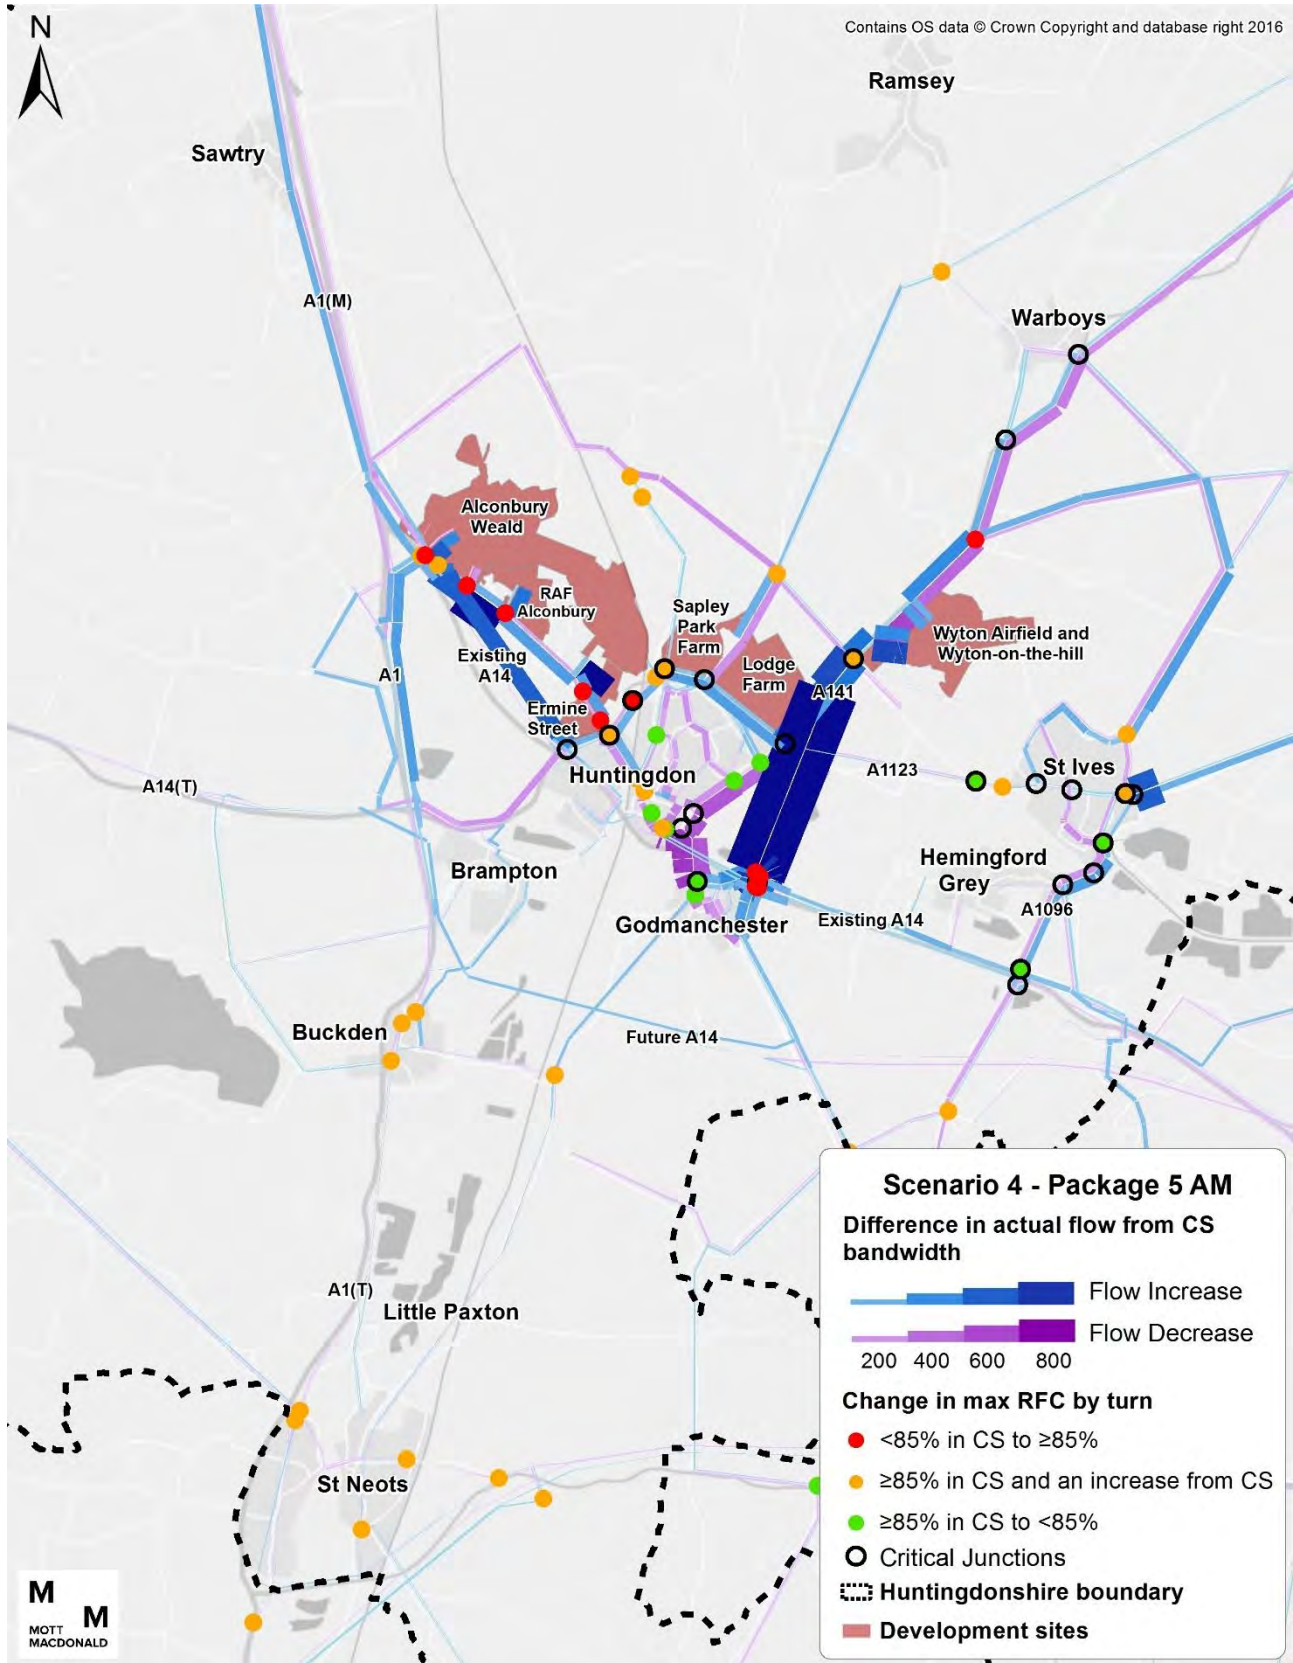 Contains OS data © Crown Copyright and database right 2016
N
Ramsey
Sawtry
A1(M)
Warboys
Alconbury
Weald
RAF
Alconbury
Sapley
Park
Farm
Wyton Airfield and
Wyton-on-the-hill
Existing
A14
A1
Lodge
Farm
A141
Ermine
Street
Huntingdon
A1123
St Ives
A14(T)
Brampton
Hemingford
Grey
A1096
Godmanchester
Existing A14
Buckden
Future A14
A1(T)
Little Paxton
St Neots
Scenario 4 - Package 5 AM
Difference in actual flow from CS
bandwidth
Flow Increase
Flow Decrease
200 400 600 800
Change in max RFC by turn
<85% in CS to ≥85%
≥85% in CS and an increase from CS
≥85% in CS to <85%
Critical Junctions
Huntingdonshire boundary
Development sites
M
M
MOTT
MACDONALD